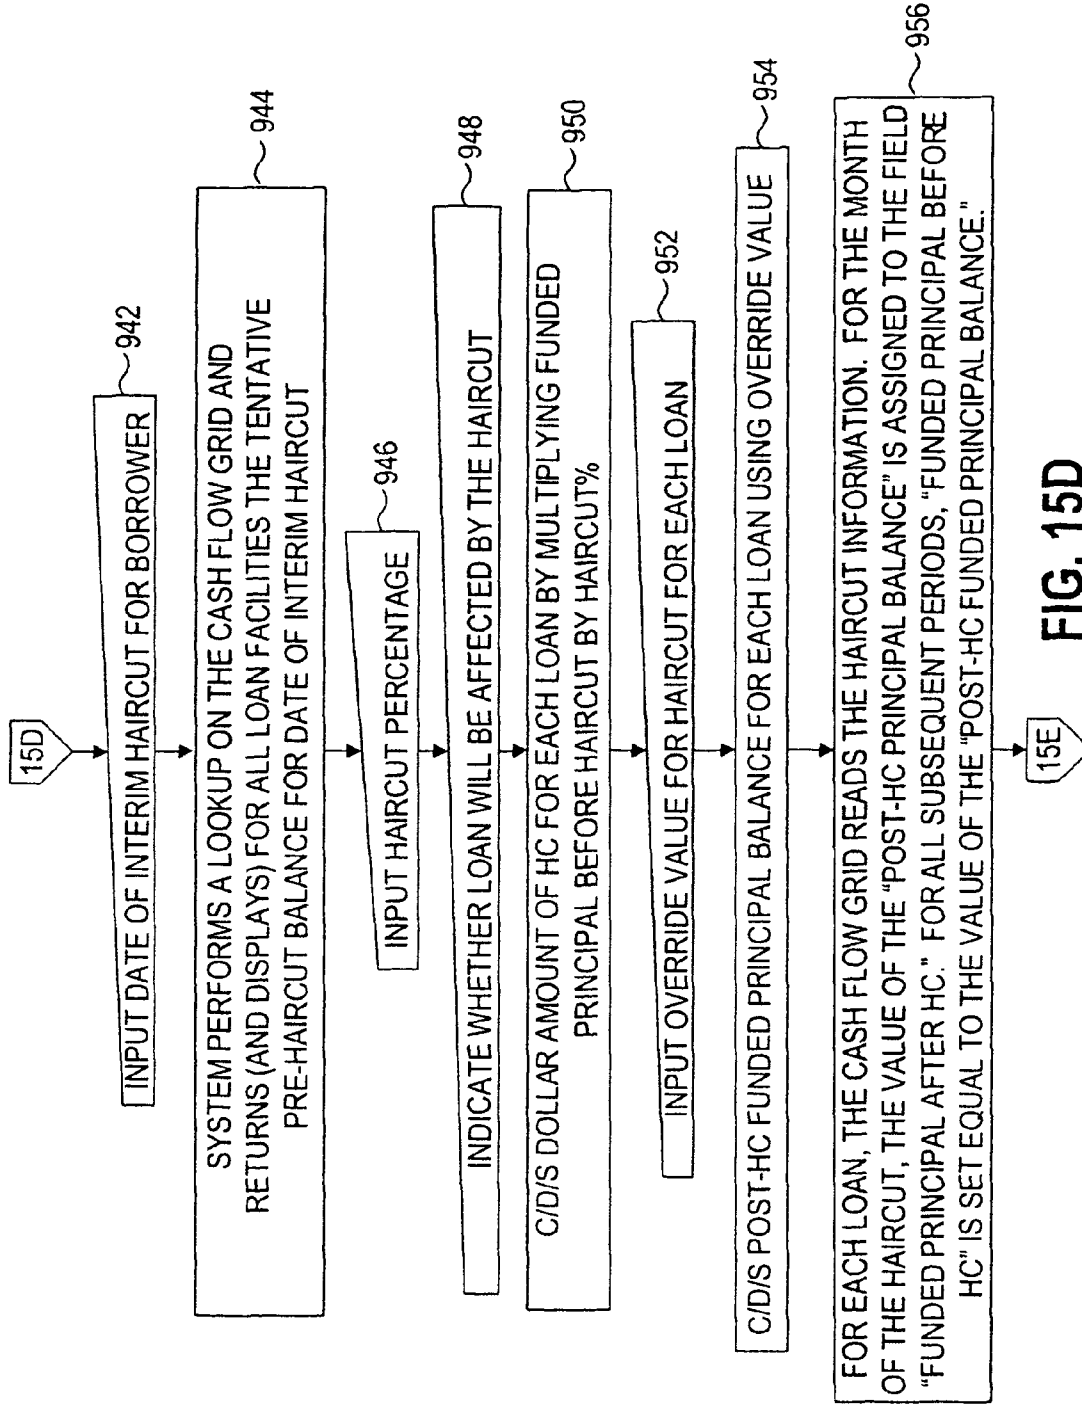 15D
INPUT DATE OF INTERIM HAIRCUT FOR BORROWER
942
SYSTEM PERFORMS A LOOKUP ON THE CASH FLOW GRID AND
RETURNS (AND DISPLAYS) FOR ALL LOAN FACILITIES THE TENTATIVE
PRE-HAIRCUT BALANCE FOR DATE OF INTERIM HAIRCUT
944
INPUT HAIRCUT PERCENTAGE
946
INDICATE WHETHER LOAN WILL BE AFFECTED BY THE HAIRCUT
948
C/D/S DOLLAR AMOUNT OF HC FOR EACH LOAN BY MULTIPLYING FUNDED
PRINCIPAL BEFORE HAIRCUT BY HAIRCUT%
950
INPUT OVERRIDE VALUE FOR HAIRCUT FOR EACH LOAN
952
C/D/S POST-HC FUNDED PRINCIPAL BALANCE FOR EACH LOAN USING OVERRIDE VALUE
954
FOR EACH LOAN, THE CASH FLOW GRID READS THE HAIRCUT INFORMATION. FOR THE MONTH
OF THE HAIRCUT, THE VALUE OF THE "POST-HC PRINCIPAL BALANCE" IS ASSIGNED TO THE FIELD
"FUNDED PRINCIPAL AFTER HC." FOR ALL SUBSEQUENT PERIODS, "FUNDED PRINCIPAL BEFORE
HC" IS SET EQUAL TO THE VALUE OF THE "POST-HC FUNDED PRINCIPAL BALANCE."
956
15E
FIG. 15D